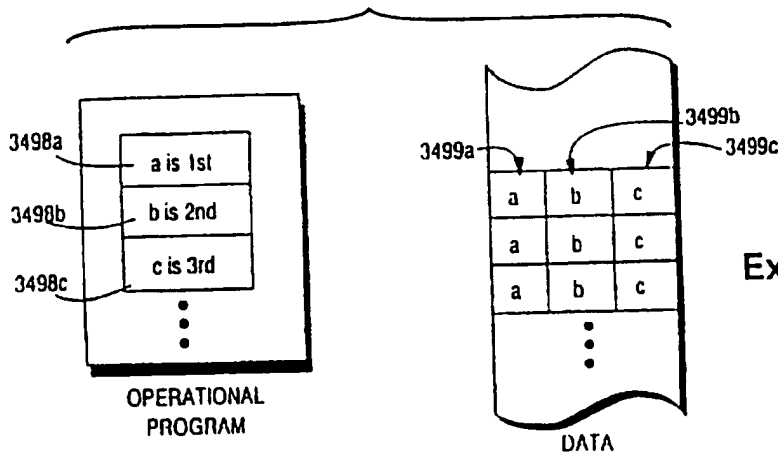 3498a
a is 1st
3498b
b is 2nd
3498c
c is 3rd
OPERATIONAL
PROGRAM
3499a
3499b
3499c
a b c
a b c
a b c
DATA
Ex